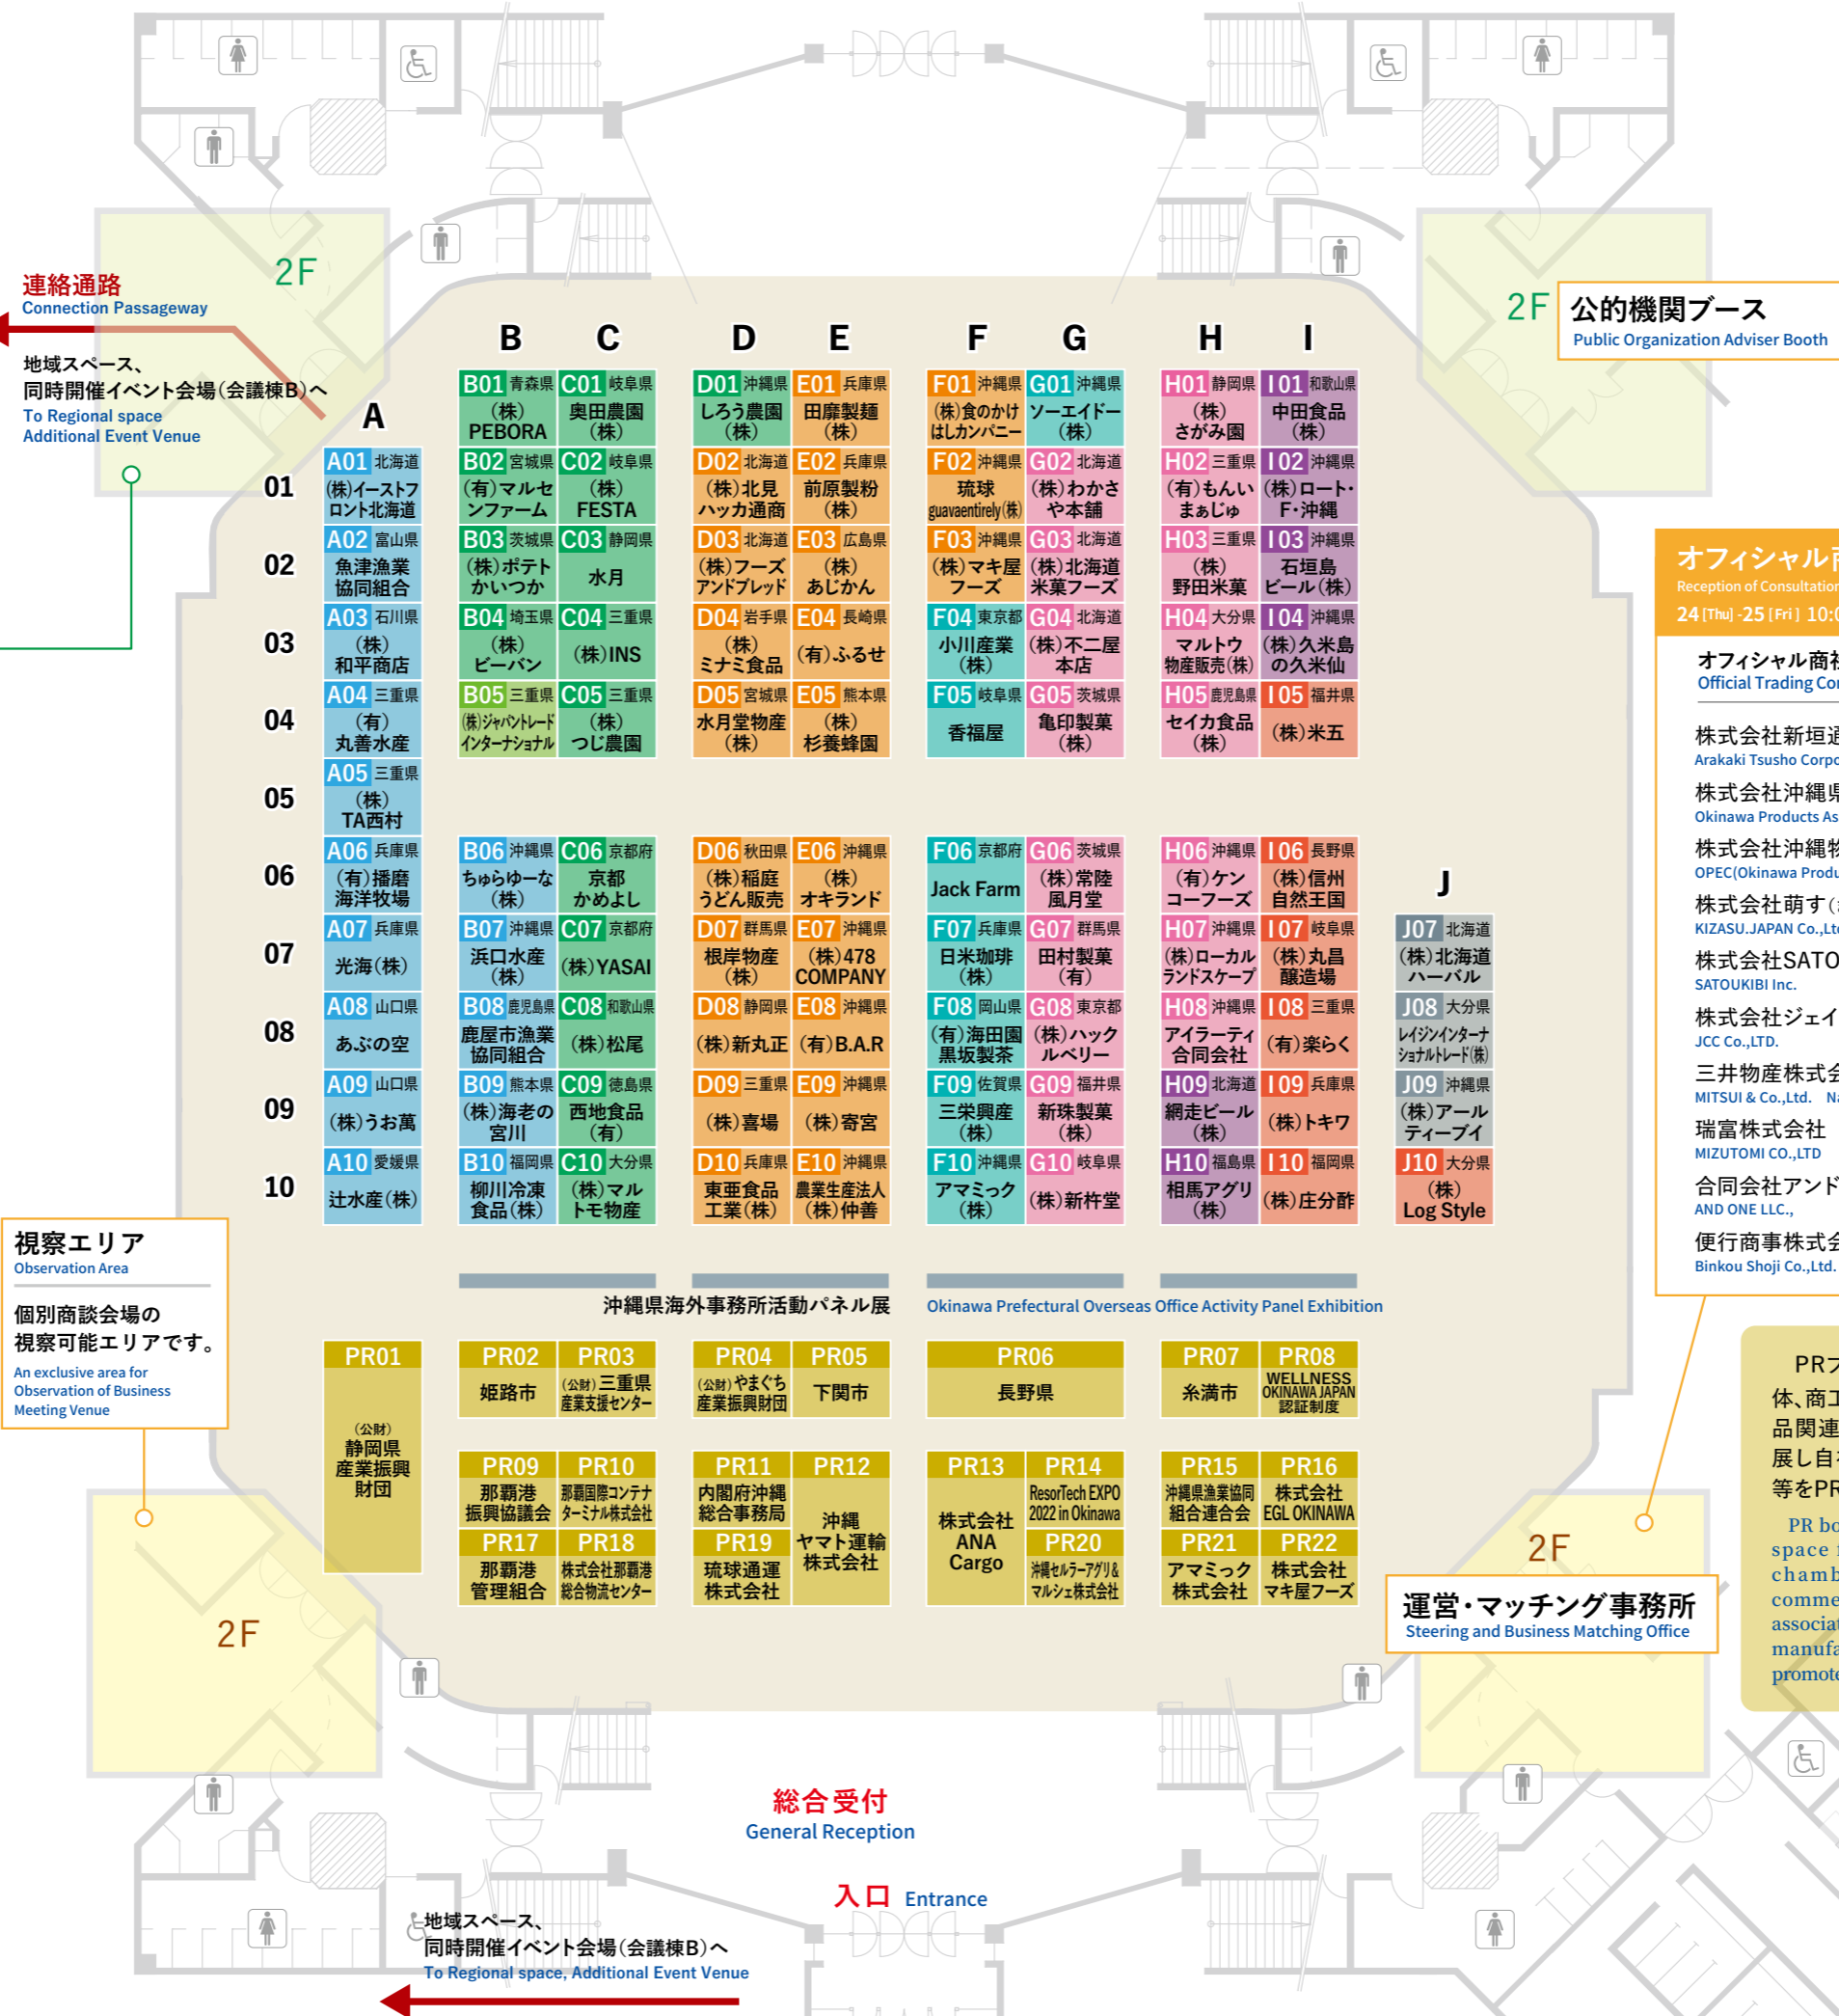 連絡通路
Connection Passageway
地域スペース、
同時開催イベント会場(会議棟B)へ
To Regional space
Additional Event Venue
2F
2F
公的機関ブース
Public Organization Adviser Booth
A
B
C
D
E
F
G
H
I
J
01
02
03
04
05
06
07
08
09
10
A01 北海道
(株)イーストフ
ロント北海道
A02 富山県
魚津漁業
協同組合
A03 石川県
(株)
和平商店
A04 三重県
(有)
丸善水産
A05 三重県
(株)
TA西村
A06 兵庫県
(有)播磨
海洋牧場
A07 兵庫県
光海(株)
A08 山口県
あぶの空
A09 山口県
(株)うお萬
A10 愛媛県
辻水産(株)
B01 青森県
(株)
PEBORA
B02 宮城県
(有)マルセ
ンファーム
B03 茨城県
(株)ポテト
かいつか
B04 埼玉県
(株)
ビーバン
B05 三重県
(株)ジャパントレード
インターナショナル
B06 沖縄県
ちゅらゆーな
(株)
B07 沖縄県
浜口水産
(株)
B08 鹿児島県
鹿屋市漁業
協同組合
B09 熊本県
(株)海老の
宮川
B10 福岡県
柳川冷凍
食品(株)
C01 岐阜県
奥田農園
(株)
C02 岐阜県
(株)
FESTA
C03 静岡県
水月
C04 三重県
(株)INS
C05 三重県
(株)
つじ農園
C06 京都府
京都
かめよし
C07 京都府
(株)YASAI
C08 和歌山県
(株)松尾
C09 徳島県
西地食品
(有)
C10 大分県
(株)マル
トモ物産
D01 沖縄県
しろう農園
(株)
D02 北海道
(株)北見
ハッカ通商
D03 北海道
(株)フーズ
アンドブレッド
D04 岩手県
(株)
ミナミ食品
D05 宮城県
水月堂物産
(株)
D06 秋田県
(株)稲庭
うどん販売
D07 群馬県
根岸物産
(株)
D08 静岡県
(株)新丸正
D09 三重県
(株)喜場
D10 兵庫県
東亜食品
工業(株)
E01 兵庫県
田靡製麺
(株)
E02 兵庫県
前原製粉
(株)
E03 広島県
(株)
あじかん
E04 長崎県
(有)ふるせ
E05 熊本県
(株)
杉養蜂園
E06 沖縄県
(株)
オキランド
E07 沖縄県
(株)478
COMPANY
E08 沖縄県
(有)B.A.R
E09 沖縄県
(株)寄宮
E10 沖縄県
農業生産法人
(株)仲善
F01 沖縄県
(株)食のかけ
はしカンパニー
F02 沖縄県
琉球
guavaentirely(株)
F03 沖縄県
(株)マキ屋
フーズ
F04 東京都
小川産業
(株)
F05 岐阜県
香福屋
F06 京都府
Jack Farm
F07 兵庫県
日米珈琲
(株)
F08 岡山県
(有)海田園
黒坂製茶
F09 佐賀県
三栄興産
(株)
F10 沖縄県
アマミっク
(株)
G01 沖縄県
ソーエイドー
(株)
G02 北海道
(株)わかさ
や本舗
G03 北海道
(株)北海道
米菓フーズ
G04 北海道
(株)不二屋
本店
G05 茨城県
亀印製菓
(株)
G06 茨城県
(株)常陸
風月堂
G07 群馬県
田村製菓
(有)
G08 東京都
(株)ハック
ルベリー
G09 福井県
新珠製菓
(株)
G10 岐阜県
(株)新杵堂
H01 静岡県
(株)
さがみ園
H02 三重県
(有)もんい
まぁじゅ
H03 三重県
(株)
野田米菓
H04 大分県
マルトウ
物産販売(株)
H05 鹿児島県
セイカ食品
(株)
H06 沖縄県
(有)ケン
コーフーズ
H07 沖縄県
(株)ローカル
ランドスケープ
H08 沖縄県
アイラーティ
合同会社
H09 北海道
網走ビール
(株)
H10 福島県
相馬アグリ
(株)
I01 和歌山県
中田食品
(株)
I02 沖縄県
(株)ロート・
F・沖縄
I03 沖縄県
石垣島
ビール(株)
I04 沖縄県
(株)久米島
の久米仙
I05 福井県
(株)米五
I06 長野県
(株)信州
自然王国
I07 岐阜県
(株)丸昌
醸造場
I08 三重県
(有)楽らく
I09 兵庫県
(株)トキワ
I10 福岡県
(株)庄分酢
J07 北海道
(株)北海道
ハーバル
J08 大分県
レイジンインターナ
ショナルトレード(株)
J09 沖縄県
(株)アール
ティーブイ
J10 大分県
(株)
Log Style
オフィシャル
Reception of Consultation
24[Thu]-25[Fri] 10:0
オフィシャル商社
Official Trading Co
株式会社新垣通
Arakaki Tsusho Corpo
株式会社沖縄県
Okinawa Products As
株式会社沖縄物
OPEC(Okinawa Produ
株式会社萌す
KIZASU.JAPAN Co.,Lt
株式会社SATO
SATOUKIBI Inc.
株式会社ジェイ
JCC Co.,LTD.
三井物産株式会
MITSUI & Co.,Ltd. Na
瑞富株式会社
MIZUTOMI CO.,LTD
合同会社アンド
AND ONE LLC.,
便行商事株式会
Binkou Shoji Co.,Ltd.
視察エリア
Observation Area
個別商談会場の
視察可能エリアです。
An exclusive area for
Observation of Business
Meeting Venue
沖縄県海外事務所活動パネル展
Okinawa Prefectural Overseas Office Activity Panel Exhibition
PR01
(公財)
静岡県
産業振興
財団
PR02
姫路市
PR03
(公財)三重県
産業支援センター
PR04
(公財)やまぐち
産業振興財団
PR05
下関市
PR06
長野県
PR07
糸満市
PR08
WELLNESS
OKINAWA JAPAN
認証制度
PR09
那覇港
振興協議会
PR10
那覇国際コンテナ
ターミナル株式会社
PR11
内閣府沖縄
総合事務局
PR12
沖縄
ヤマト運輸
株式会社
PR13
株式会社
ANA
Cargo
PR14
ResorTech EXPO
2022 in Okinawa
PR15
沖縄県漁業協同
組合連合会
PR16
株式会社
EGL OKINAWA
PR17
那覇港
管理組合
PR18
株式会社那覇港
総合物流センター
PR19
琉球通運
株式会社
PR20
沖縄セルラーアグリ&
マルシェ株式会社
PR21
アマミっク
株式会社
PR22
株式会社
マキ屋フーズ
PRブ
体、商工
品関連
展し自
等をPR
PR bo
space
chamb
comme
associat
manufa
promote
2F
2F
運営・マッチング事務所
Steering and Business Matching Office
総合受付
General Reception
入口 Entrance
地域スペース、
同時開催イベント会場(会議棟B)へ
To Regional space, Additional Event Venue